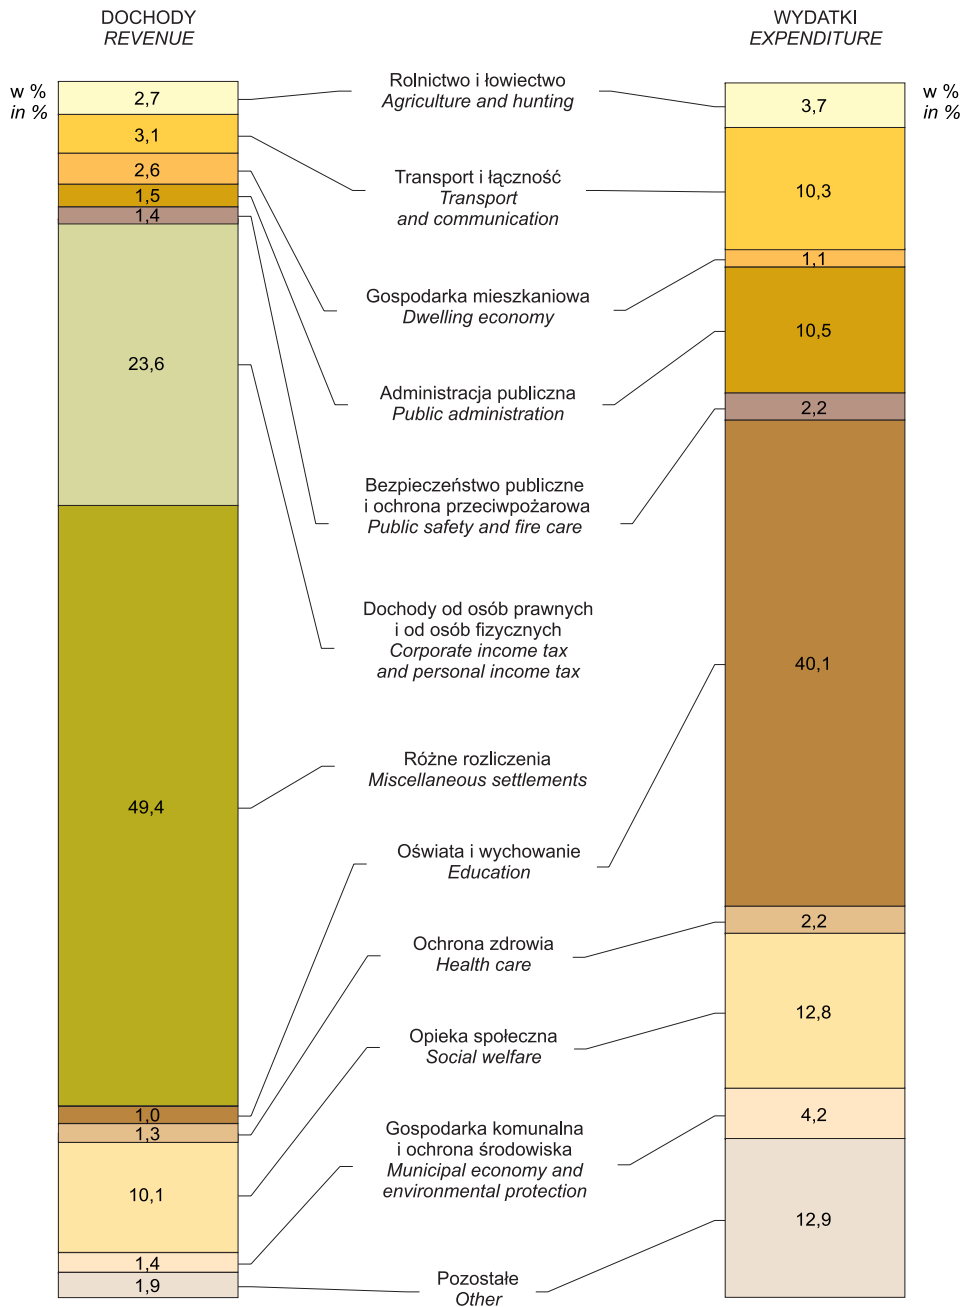 DOCHODY
REVENUE
WYDATKI
EXPENDITURE
w %
in %
w %
in %
2,7
3,1
2,6
1,5
1,4
23,6
49,4
1,0
1,3
10,1
1,4
1,9
Rolnictwo i łowiectwo
Agriculture and hunting
Transport i łączność
Transport
and communication
Gospodarka mieszkaniowa
Dwelling economy
Administracja publiczna
Public administration
Bezpieczeństwo publiczne
i ochrona przeciwpożarowa
Public safety and fire care
Dochody od osób prawnych
i od osób fizycznych
Corporate income tax
and personal income tax
Różne rozliczenia
Miscellaneous settlements
Oświata i wychowanie
Education
Ochrona zdrowia
Health care
Opieka społeczna
Social welfare
Gospodarka komunalna
i ochrona środowiska
Municipal economy and
environmental protection
Pozostałe
Other
3,7
10,3
1,1
10,5
2,2
40,1
2,2
12,8
4,2
12,9